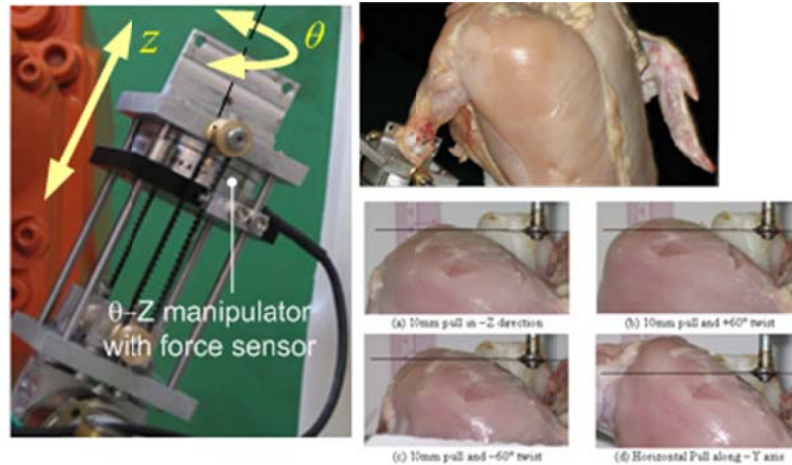 Z
θ
θ-Z manipulator
with force sensor
(a) 10mm pull in -Z direction
(b) 10mm pull and +60° twist
(c) 10mm pull and -60° twist
(d) Horizontal Pull along -Y axis